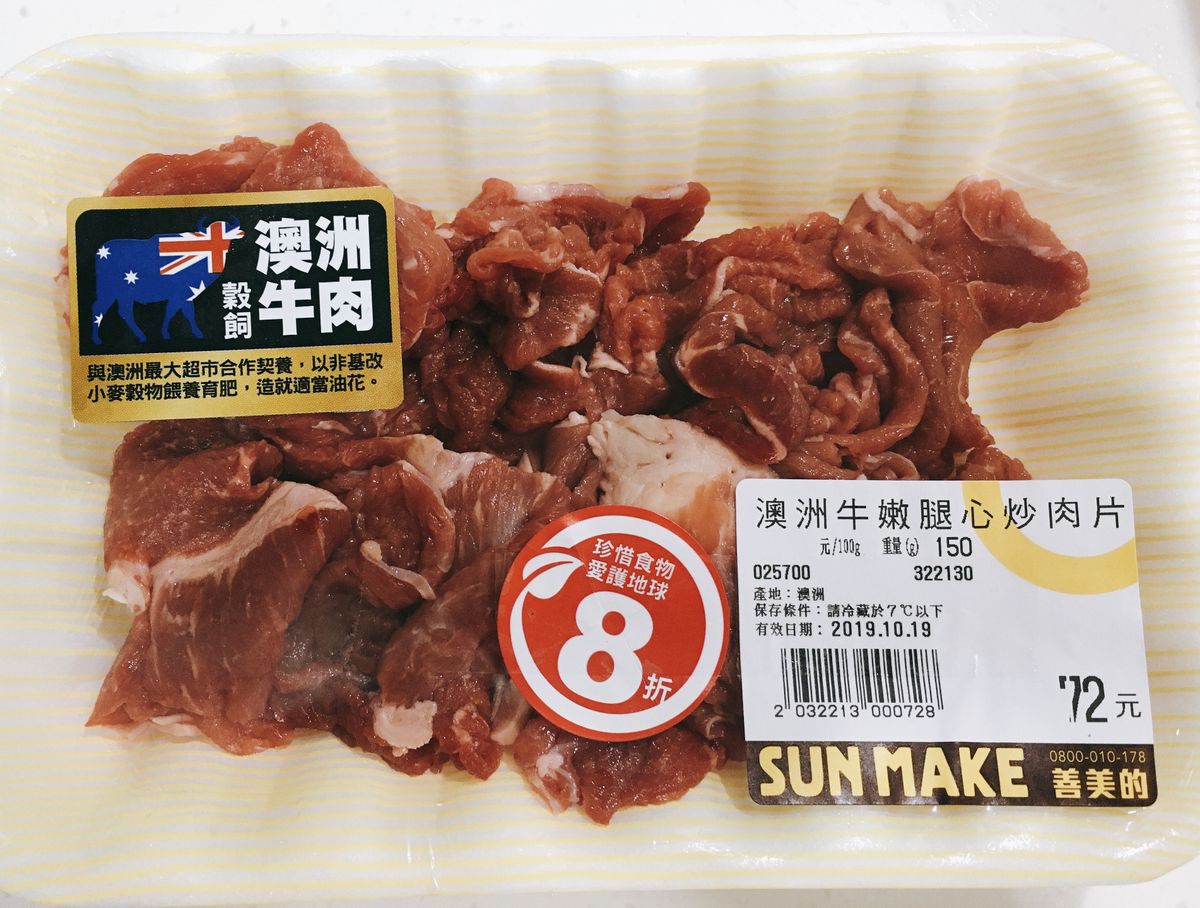 澳洲
穀飼
牛肉
與澳洲最大超市合作契養，以非基改
小麥穀物餵養育肥，造就適當油花。
珍惜食物
愛護地球
8折
澳洲牛嫩腿心炒肉片
元/100g 重量(g) 150
025700 322130
產地：澳洲
保存條件：請冷藏於7℃以下
有效日期：2019.10.19
2 032213 000728
72元
SUN MAKE
0800-010-178
善美的